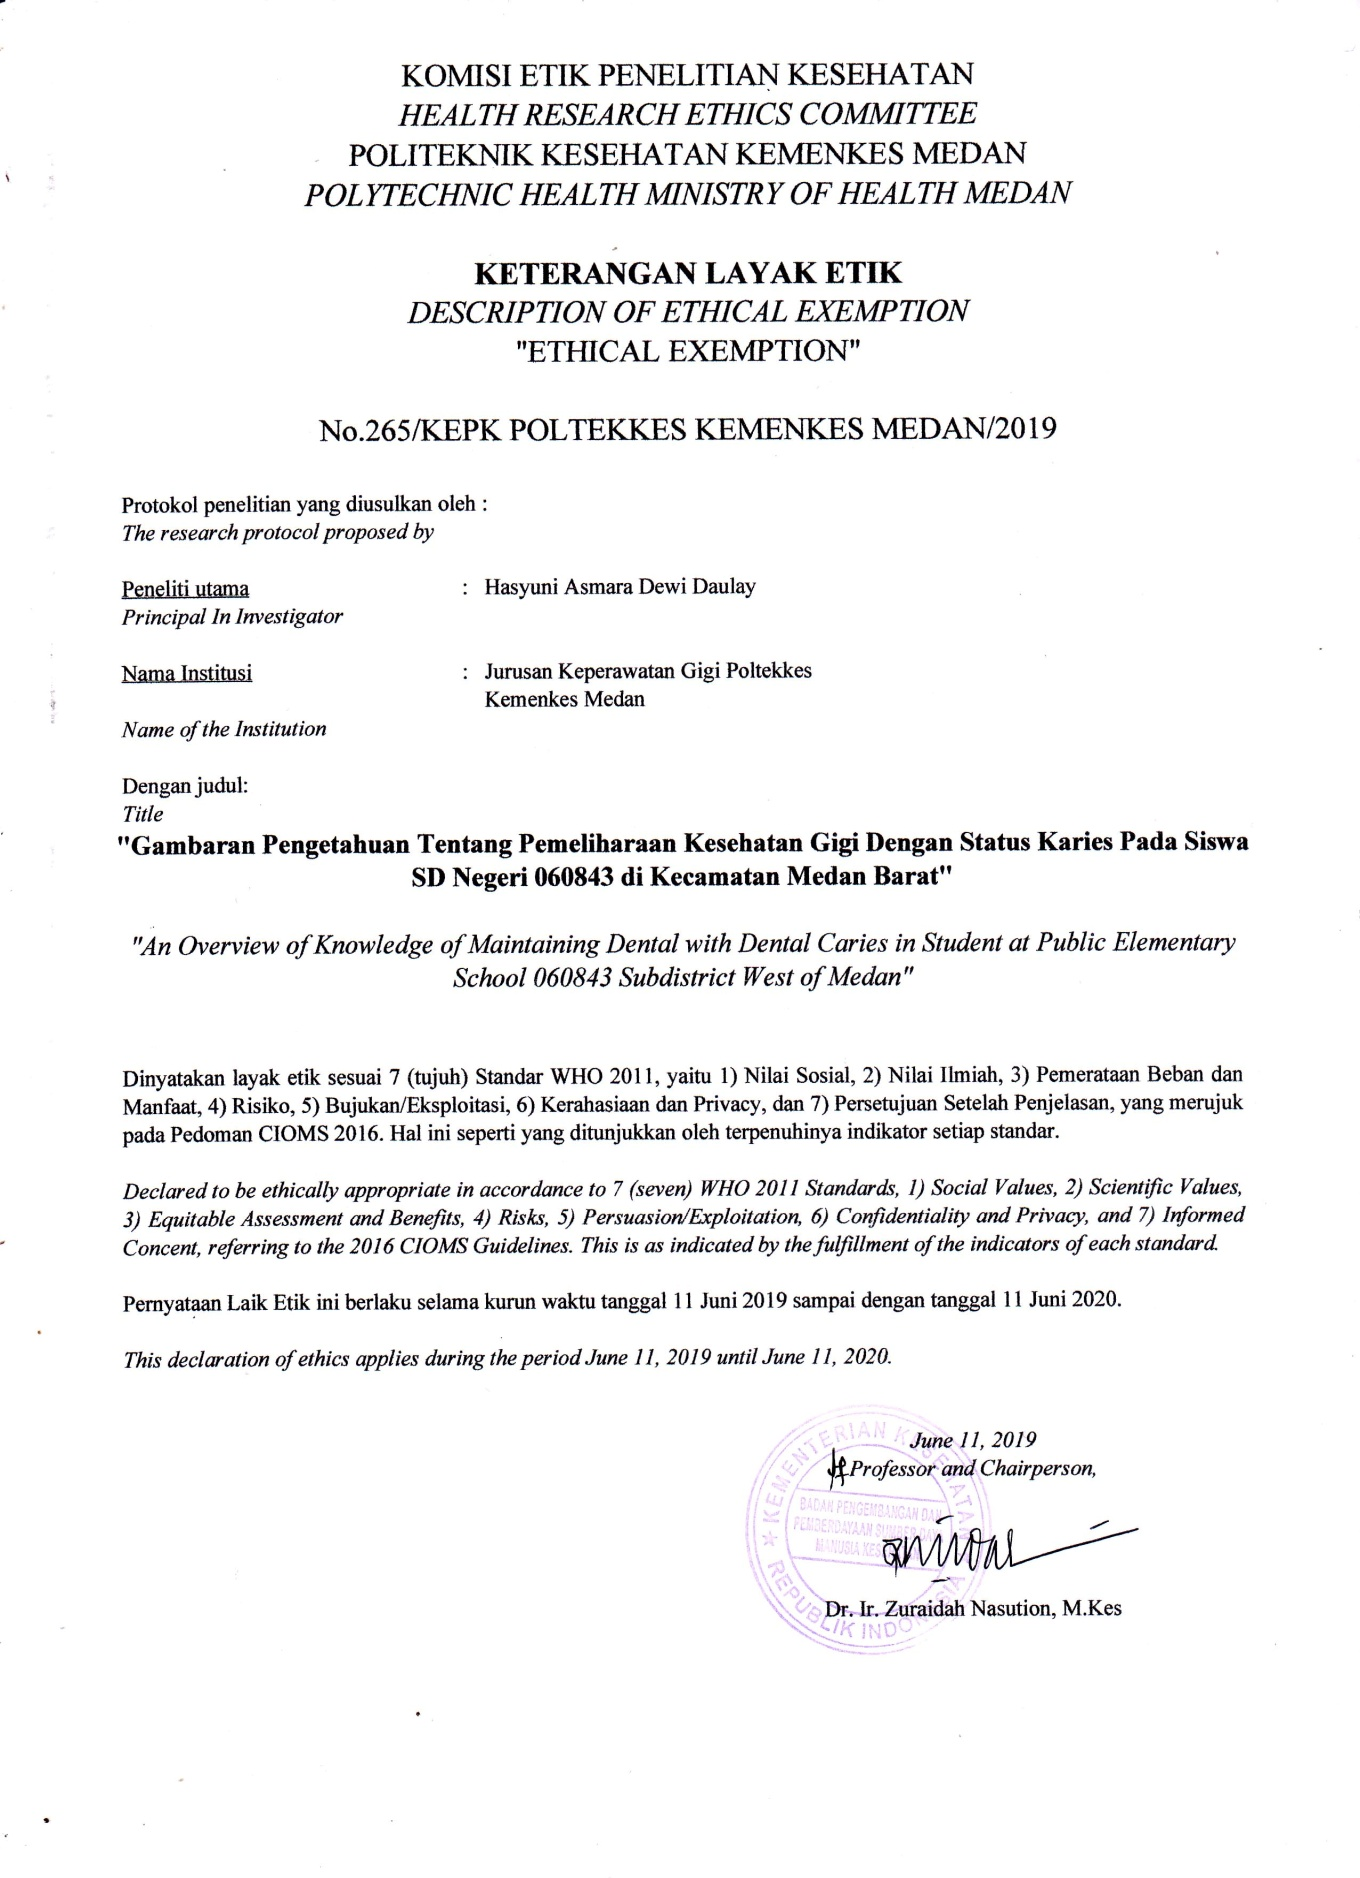 KOMISI ETIK PENELITIAN KESEHATAN
HEALTH RESEARCH ETHICS COMMITTEE
POLITEKNIK KESEHATAN KEMENKES MEDAN
POLYTECHNIC HEALTH MINISTRY OF HEALTH MEDAN
KETERANGAN LAYAK ETIK
DESCRIPTION OF ETHICAL EXEMPTION
"ETHICAL EXEMPTION"
No.265/KEPK POLTEKKES KEMENKES MEDAN/2019
Protokol penelitian yang diusulkan oleh :
The research protocol proposed by
Peneliti utama : Hasyuni Asmara Dewi Daulay
Principal In Investigator
Nama Institusi : Jurusan Keperawatan Gigi Poltekkes
Kemenkes Medan
Name of the Institution
Dengan judul:
Title
"Gambaran Pengetahuan Tentang Pemeliharaan Kesehatan Gigi Dengan Status Karies Pada Siswa
SD Negeri 060843 di Kecamatan Medan Barat"
"An Overview of Knowledge of Maintaining Dental with Dental Caries in Student at Public Elementary
School 060843 Subdistrict West of Medan"
Dinyatakan layak etik sesuai 7 (tujuh) Standar WHO 2011, yaitu 1) Nilai Sosial, 2) Nilai Ilmiah, 3) Pemerataan Beban dan
Manfaat, 4) Risiko, 5) Bujukan/Eksploitasi, 6) Kerahasiaan dan Privacy, dan 7) Persetujuan Setelah Penjelasan, yang merujuk
pada Pedoman CIOMS 2016. Hal ini seperti yang ditunjukkan oleh terpenuhinya indikator setiap standar.
Declared to be ethically appropriate in accordance to 7 (seven) WHO 2011 Standards, 1) Social Values, 2) Scientific Values,
3) Equitable Assessment and Benefits, 4) Risks, 5) Persuasion/Exploitation, 6) Confidentiality and Privacy, and 7) Informed
Concent, referring to the 2016 CIOMS Guidelines. This is as indicated by the fulfillment of the indicators of each standard.
Pernyataan Laik Etik ini berlaku selama kurun waktu tanggal 11 Juni 2019 sampai dengan tanggal 11 Juni 2020.
This declaration of ethics applies during the period June 11, 2019 until June 11, 2020.
June 11, 2019
Professor and Chairperson,
KEMENTERIAN KESEHATAN
BADAN PENGEMBANGAN DAN
PEMBERDAYAAN SUMBER DAYA
MANUSIA KESEHATAN
REPUBLIK INDONESIA
Dr. Ir. Zuraidah Nasution, M.Kes